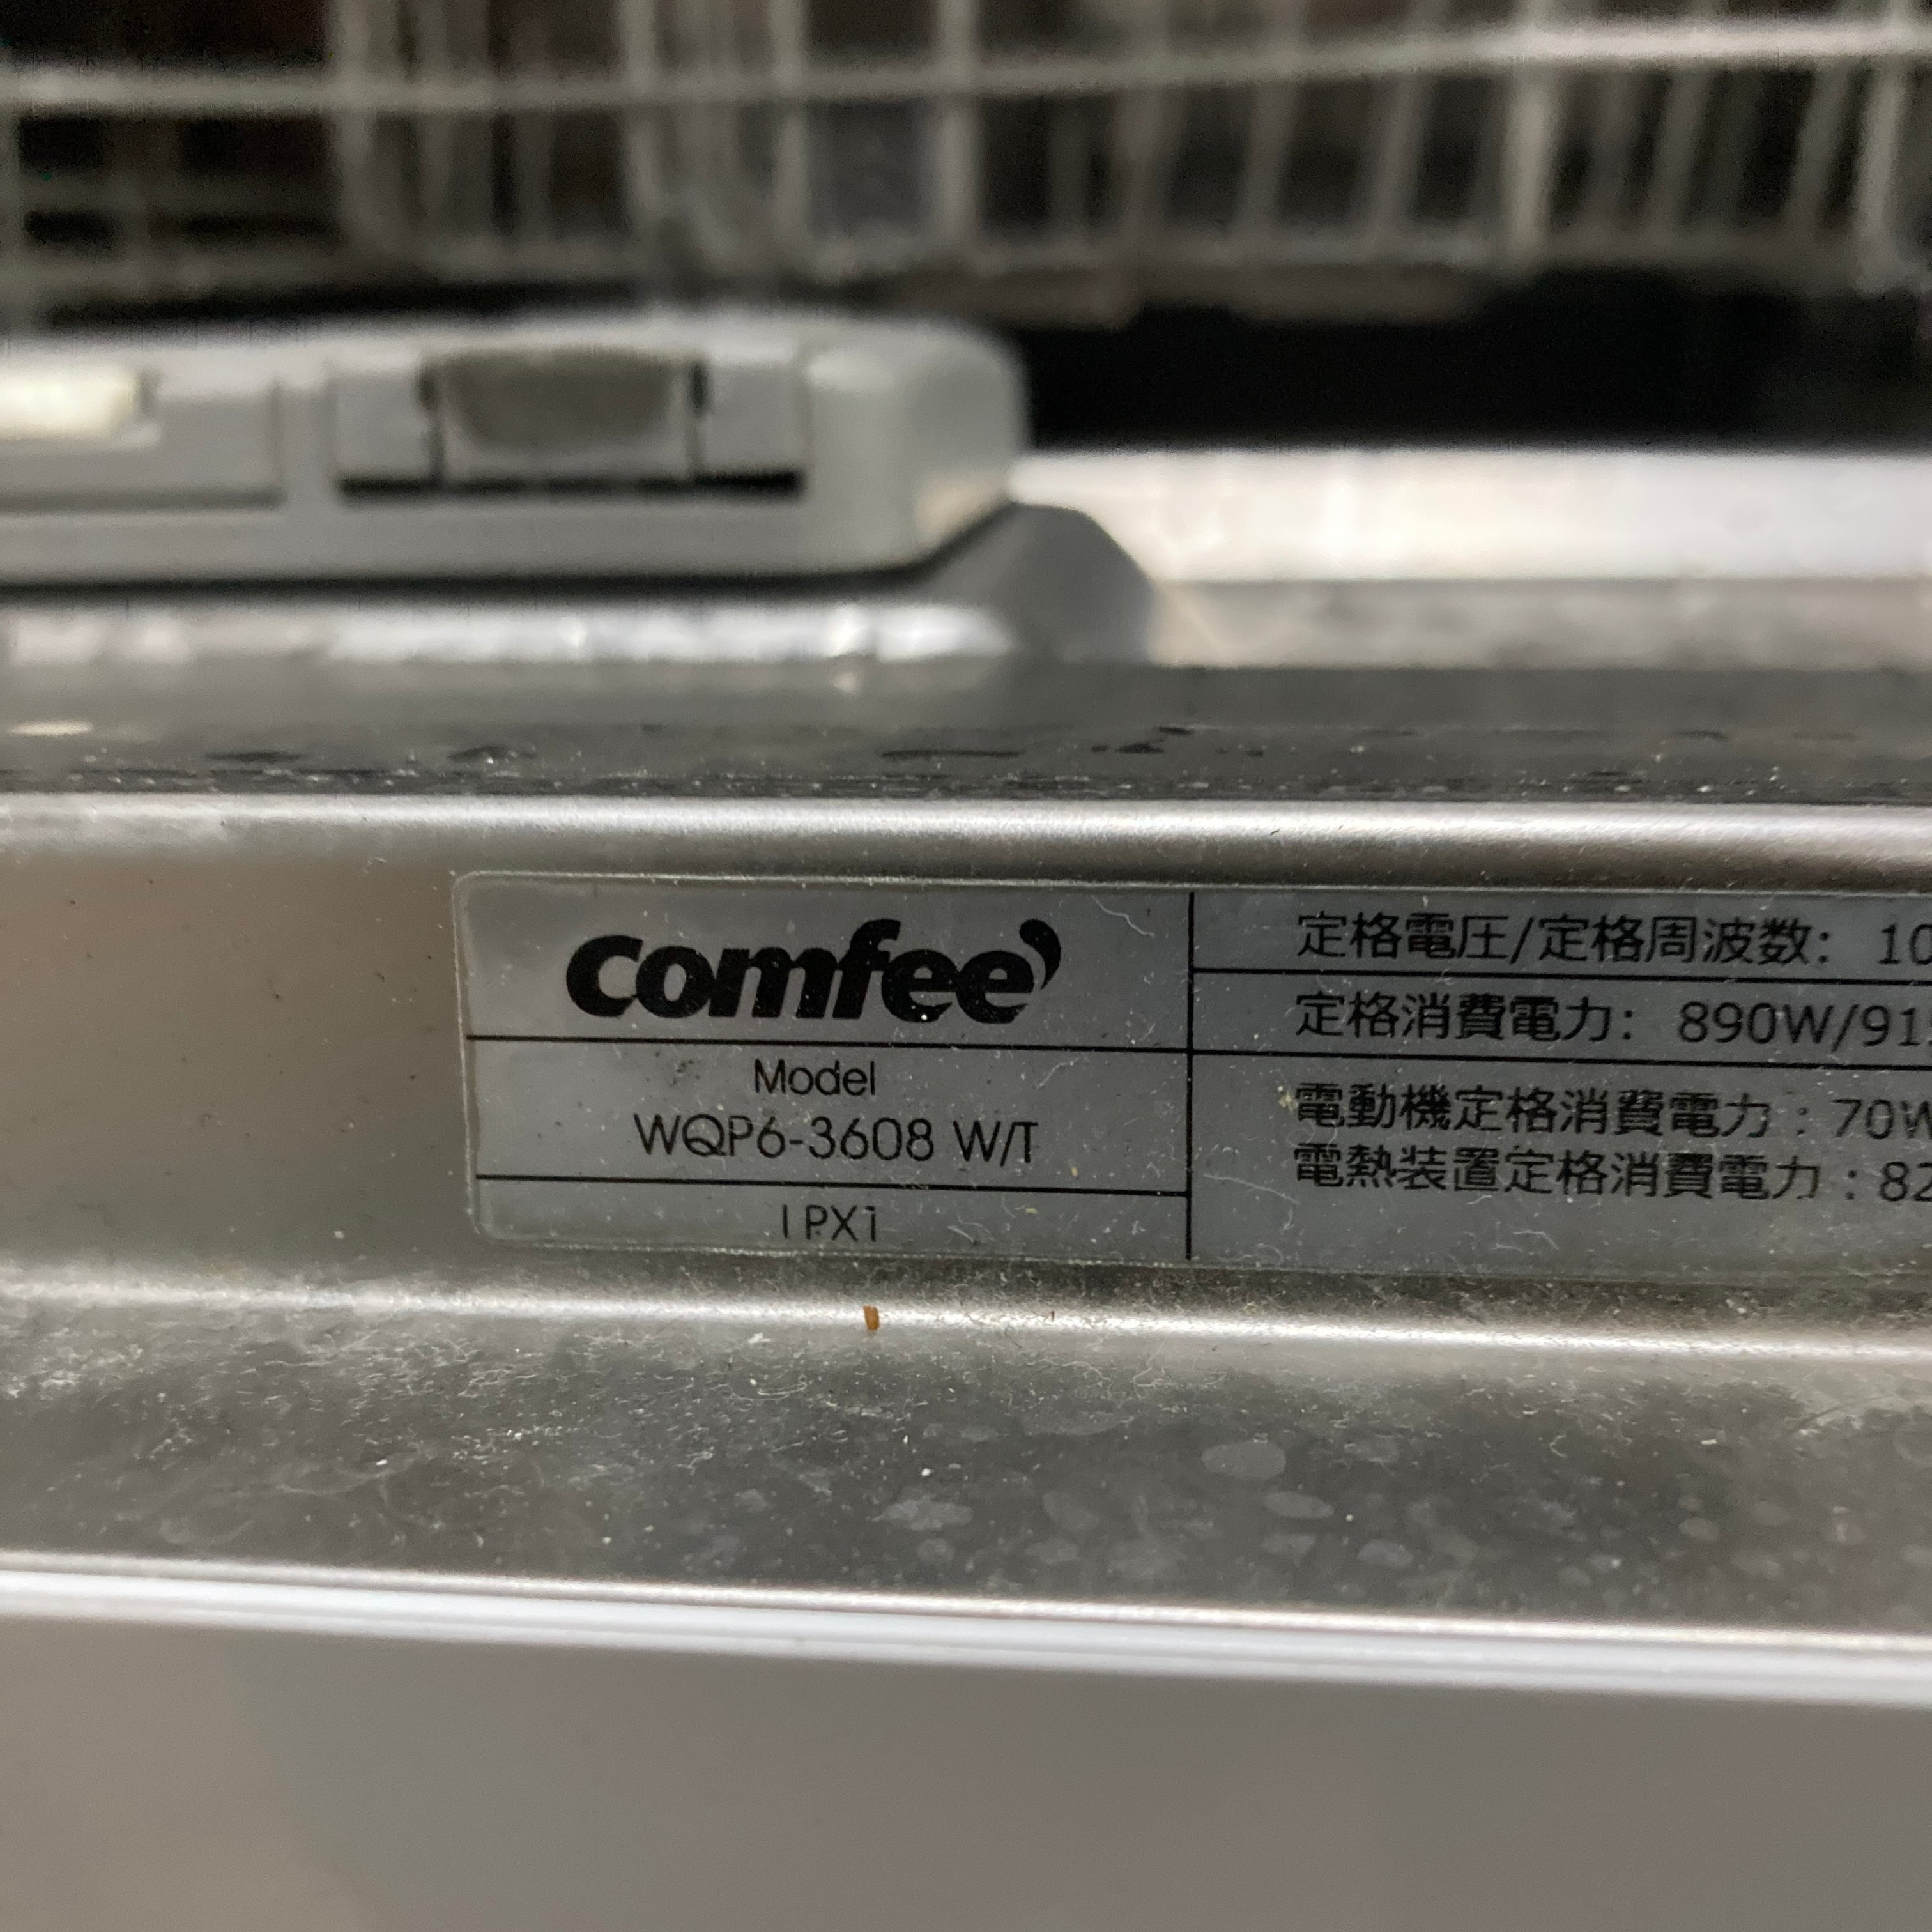 comfee'
Model
WQP6-3608 W/T
IPX1
定格電圧/定格周波数: 10
定格消費電力: 890W/91
電動機定格消費電力:70W
電熱装置定格消費電力:82